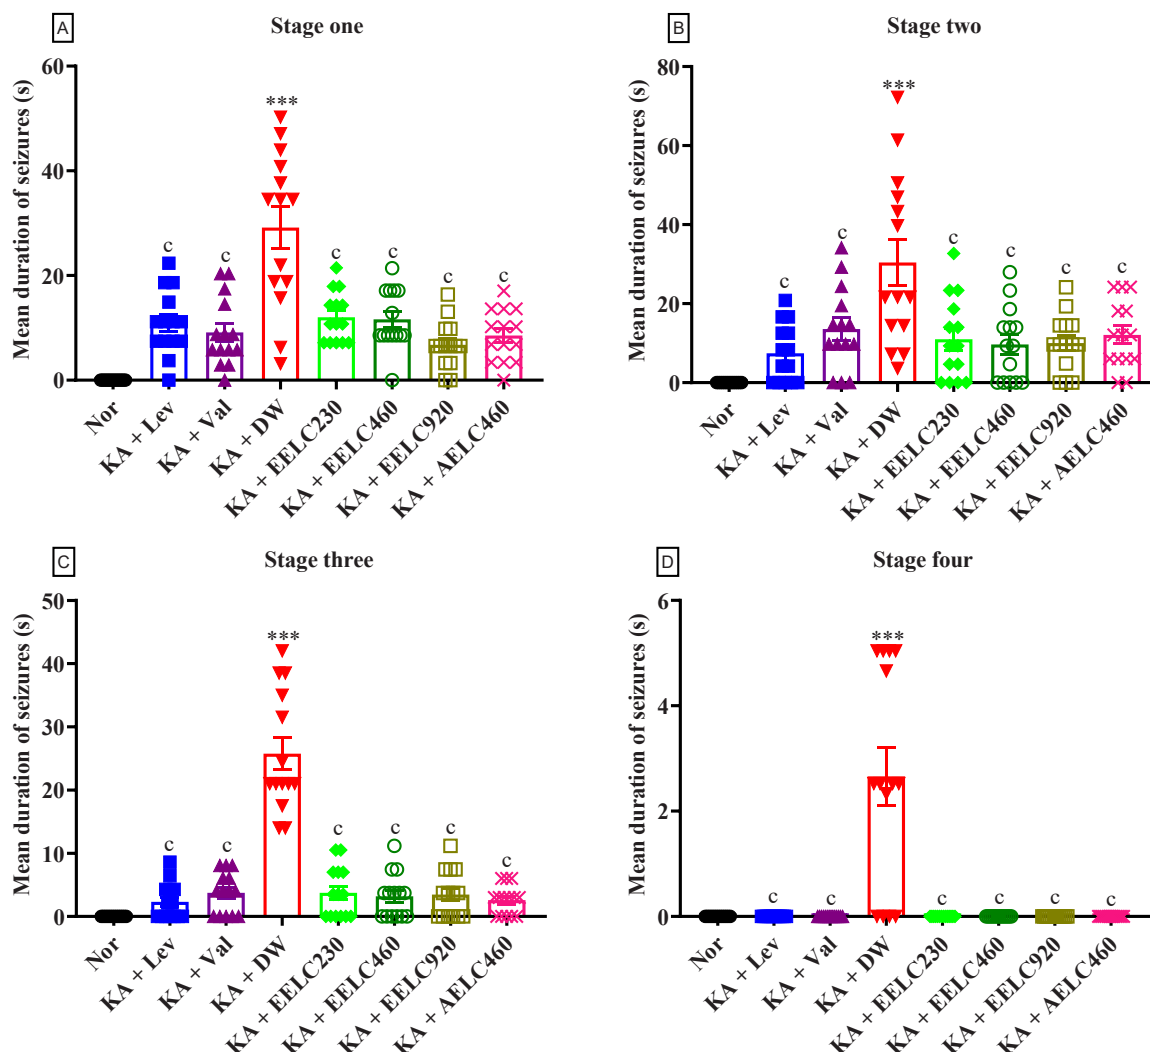 A
Stage one
Mean duration of seizures (s)
60
40
20
0
***
c
c
c
c
c
c
Nor
KA + Lev
KA + Val
KA + DW
KA + EELC230
KA + EELC460
KA + EELC920
KA + AELC460
B
Stage two
Mean duration of seizures (s)
80
60
40
20
0
***
c
c
c
c
c
c
Nor
KA + Lev
KA + Val
KA + DW
KA + EELC230
KA + EELC460
KA + EELC920
KA + AELC460
C
Stage three
Mean duration of seizures (s)
50
40
30
20
10
0
***
c
c
c
c
c
c
Nor
KA + Lev
KA + Val
KA + DW
KA + EELC230
KA + EELC460
KA + EELC920
KA + AELC460
D
Stage four
Mean duration of seizures (s)
6
4
2
0
***
c
c
c
c
c
c
Nor
KA + Lev
KA + Val
KA + DW
KA + EELC230
KA + EELC460
KA + EELC920
KA + AELC460